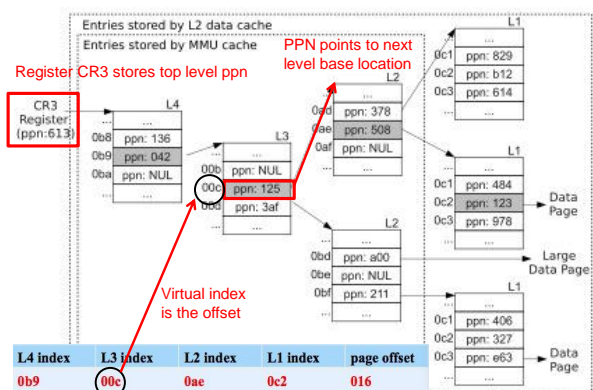 Entries stored by L2 data cache
Entries stored by MMU cache
Register CR3 stores top level ppn
PPN points to next
level base location
CR3
Register
(ppn:613)
L4
...
0b8 ppn: 136
0b9 ppn: 042
0ba ppn: NUL
...
L3
...
00b ppn: NUL
00c ppn: 125
00d ppn: 3af
...
L2
...
0ad ppn: 378
0ae ppn: 508
0af ppn: NUL
...
L2
...
0bd ppn: a00
0be ppn: NUL
0bf ppn: 211
...
L1
...
0c1 ppn: 829
0c2 ppn: b12
0c3 ppn: 614
...
L1
...
0c1 ppn: 484
0c2 ppn: 123
0c3 ppn: 978
...
Data
Page
Large
Data Page
L1
...
0c1 ppn: 406
0c2 ppn: 327
0c3 ppn: e63
...
Data
Page
Virtual index
is the offset
L4 index L3 index L2 index L1 index page offset
0b9 00c 0ae 0c2 016